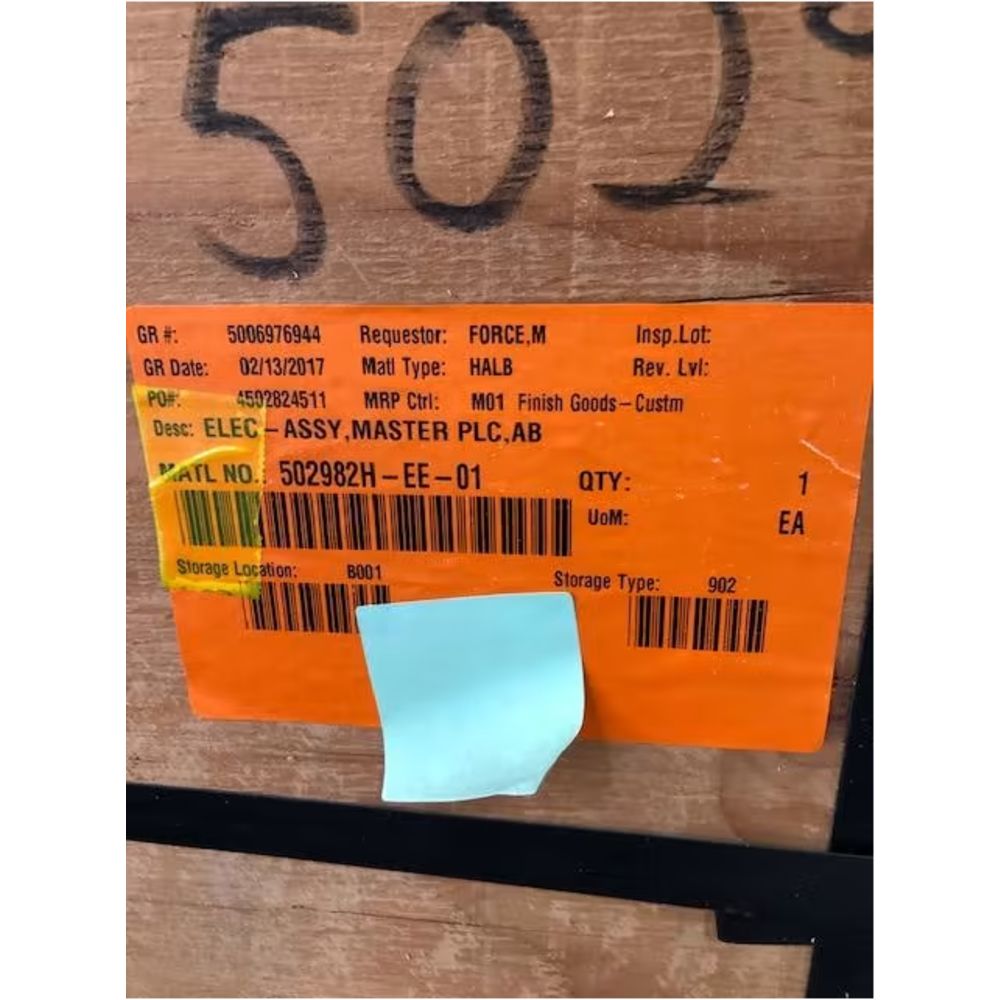 502
GR #: 5006976944 Requestor: FORCE,M Insp.Lot:
GR Date: 02/13/2017 Matl Type: HALB Rev. Lvl:
PO#: 4502824511 MRP Ctrl: M01 Finish Goods-Custm
Desc: ELEC-ASSY,MASTER PLC,AB
MATL NO.: 502982H-EE-01 QTY: 1
UoM: EA
Storage Location: B001 Storage Type: 902